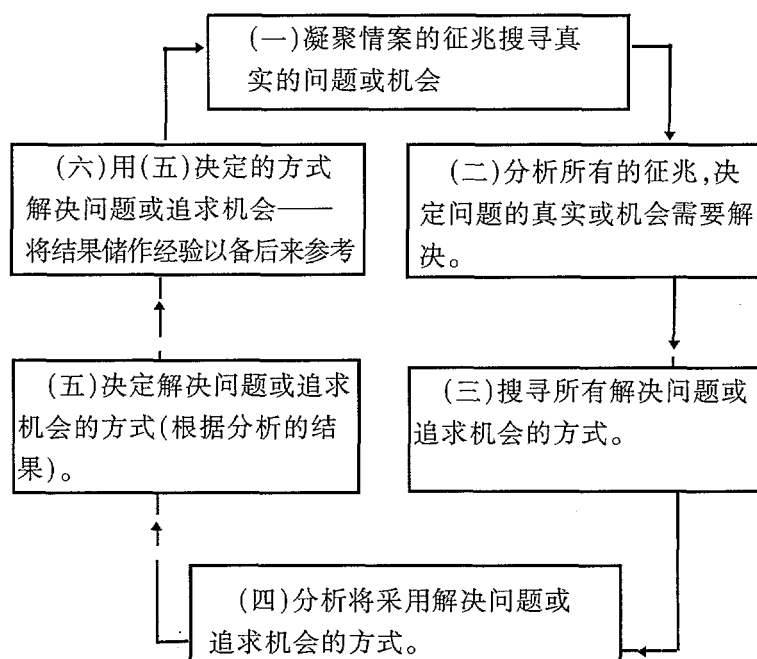 (一)凝聚情案的征兆搜寻真
实的问题或机会
(二)分析所有的征兆,决
定问题的真实或机会需要解
决。
(三)搜寻所有解决问题或
追求机会的方式。
(四)分析将采用解决问题或
追求机会的方式。
(五)决定解决问题或追求
机会的方式(根据分析的结
果)。
(六)用(五)决定的方式
解决问题或追求机会——
将结果储作经验以备后来参考